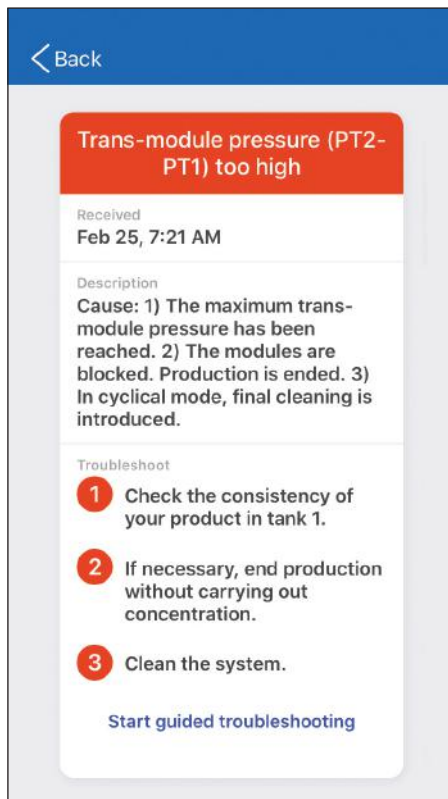 Back
Trans-module pressure (PT2-
PT1) too high
Received
Feb 25, 7:21 AM
Description
Cause: 1) The maximum trans-
module pressure has been
reached. 2) The modules are
blocked. Production is ended. 3)
In cyclical mode, final cleaning is
introduced.
Troubleshoot
1 Check the consistency of
your product in tank 1.
2 If necessary, end production
without carrying out
concentration.
3 Clean the system.
Start guided troubleshooting